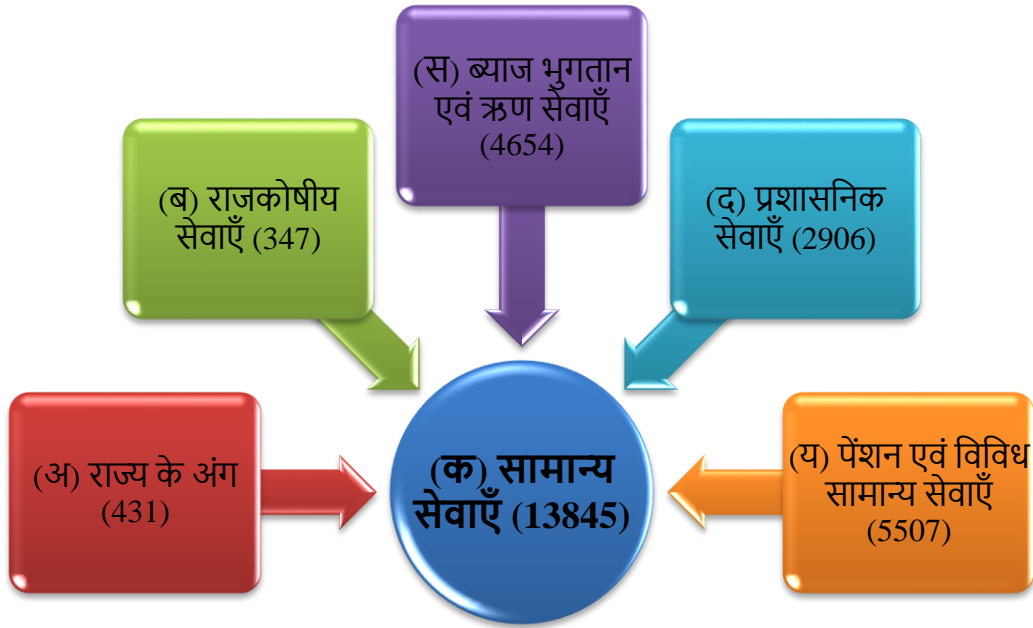 (स) ब्याज भुगतान
एवं ऋण सेवाएँ
(4654)
(ब) राजकोषीय
सेवाएँ (347)
(द) प्रशासनिक
सेवाएँ (2906)
(अ) राज्य के अंग
(431)
(क) सामान्य
सेवाएँ (13845)
(य) पेंशन एवं विविध
सामान्य सेवाएँ
(5507)